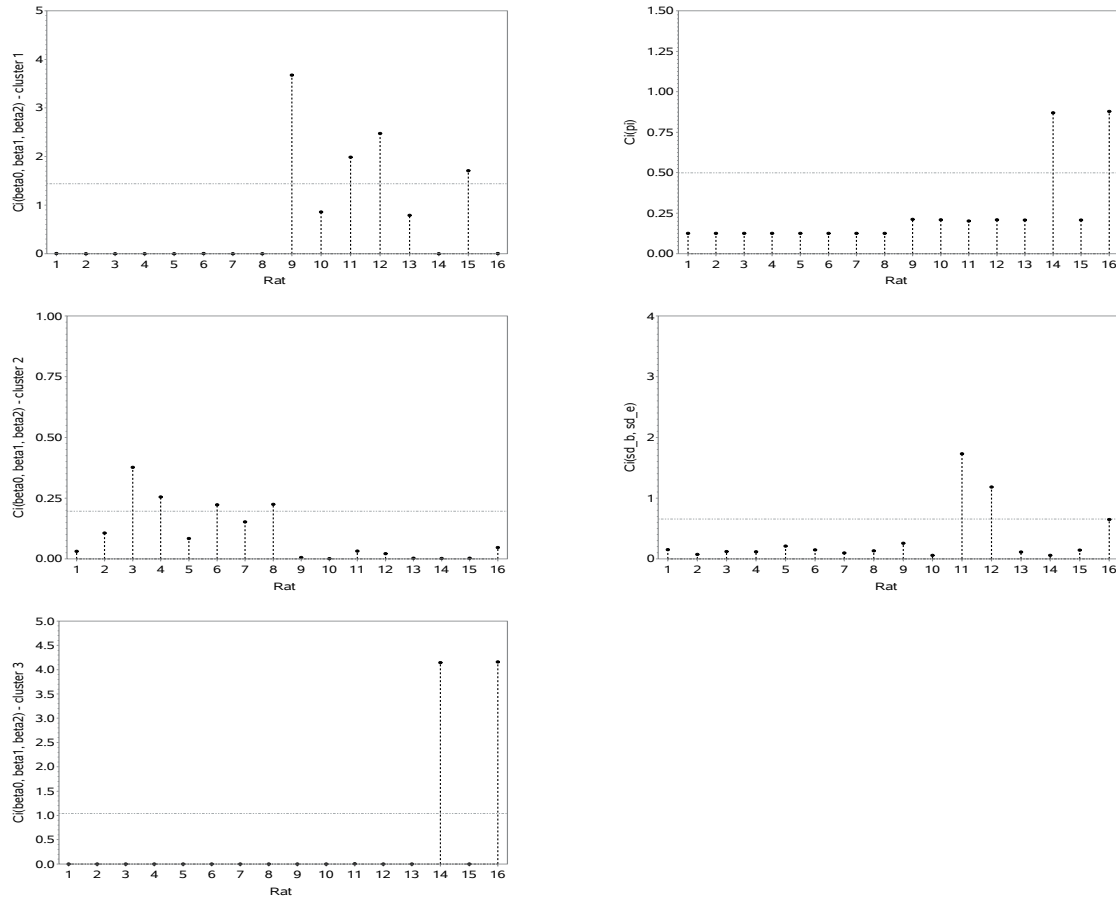 Ci(beta0, beta1, beta2) - cluster 1
5
4
3
2
1
0
1 2 3 4 5 6 7 8 9 10 11 12 13 14 15 16
Rat
Ci(pi)
1.50
1.25
1.00
0.75
0.50
0.25
0.00
1 2 3 4 5 6 7 8 9 10 11 12 13 14 15 16
Rat
Ci(beta0, beta1, beta2) - cluster 2
1.00
0.75
0.50
0.25
0.00
1 2 3 4 5 6 7 8 9 10 11 12 13 14 15 16
Rat
Ci(sd_b, sd_e)
4
3
2
1
0
1 2 3 4 5 6 7 8 9 10 11 12 13 14 15 16
Rat
Ci(beta0, beta1, beta2) - cluster 3
5.0
4.5
4.0
3.5
3.0
2.5
2.0
1.5
1.0
0.5
0.0
1 2 3 4 5 6 7 8 9 10 11 12 13 14 15 16
Rat